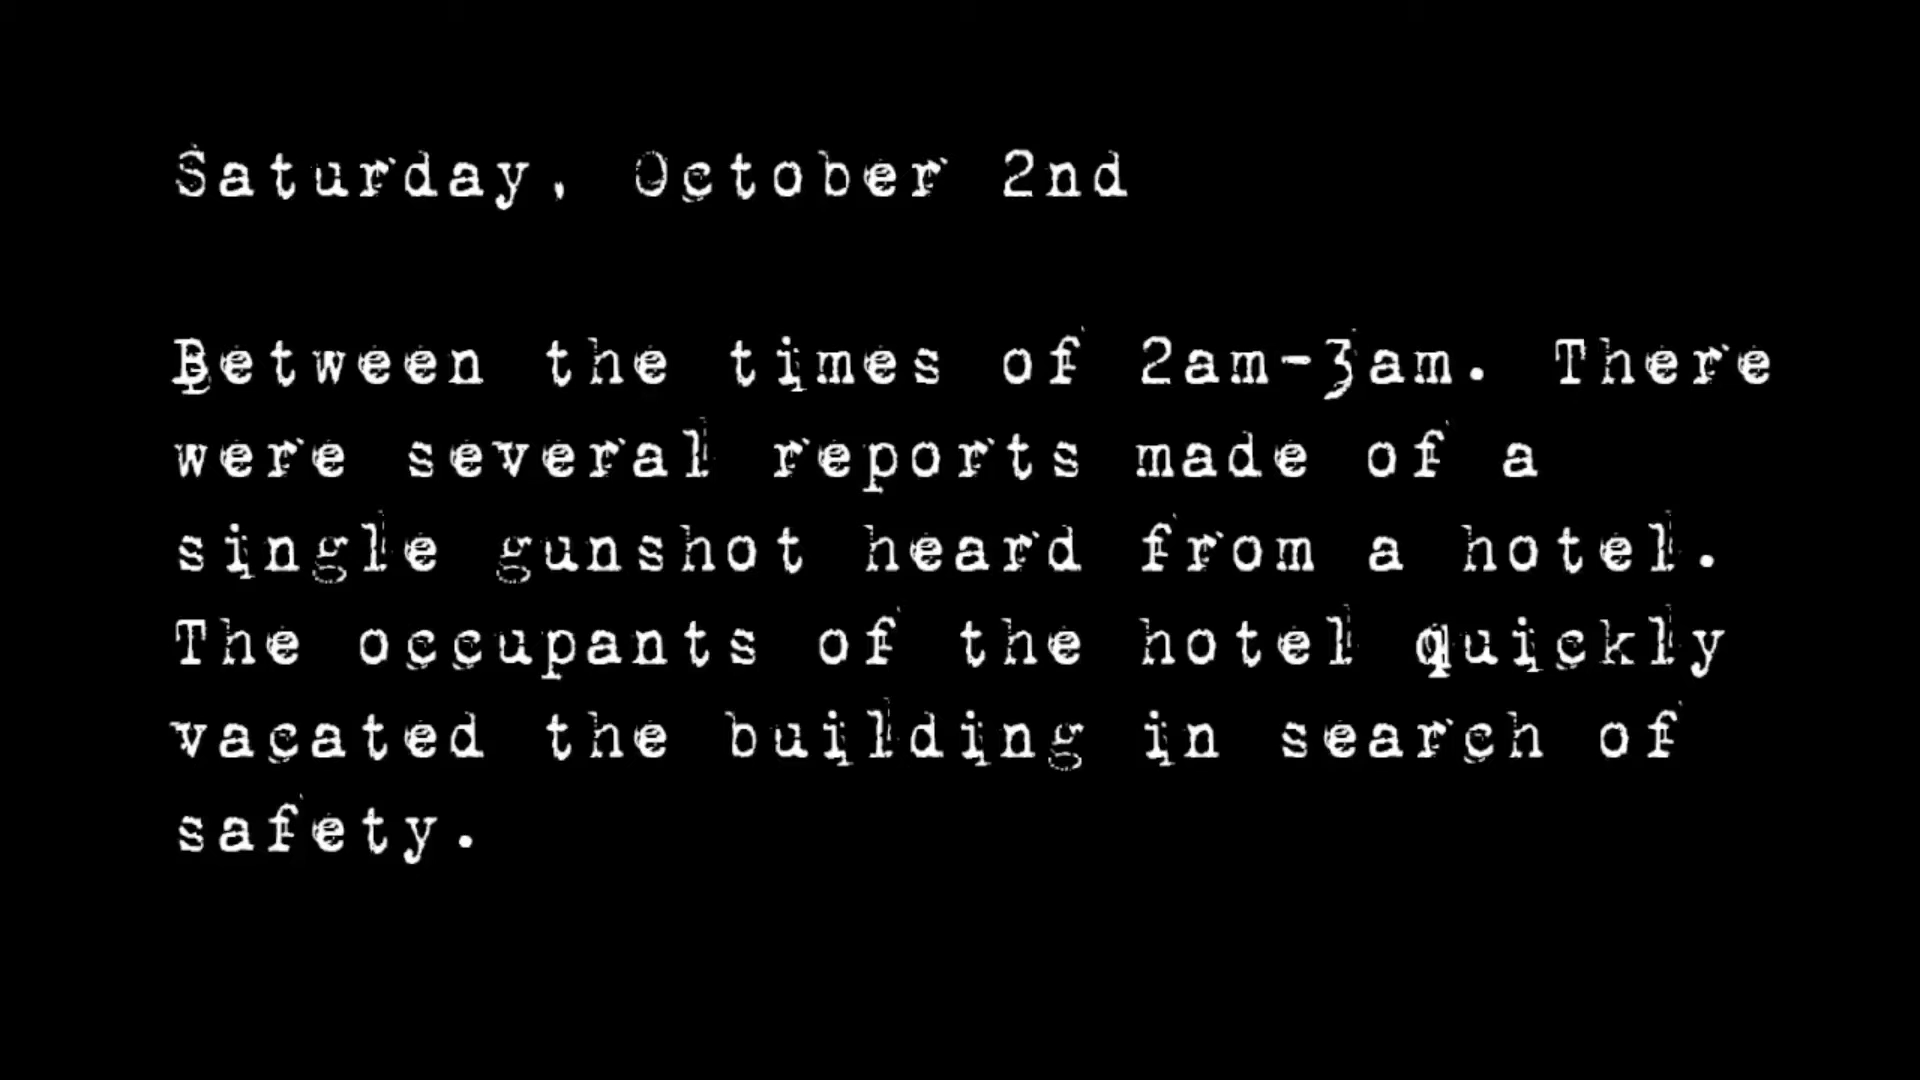 Saturday, October 2nd
Between the times of 2am-3am. There
were several reports made of a
single gunshot heard from a hotel.
The occupants of the hotel quickly
vacated the building in search of
safety.